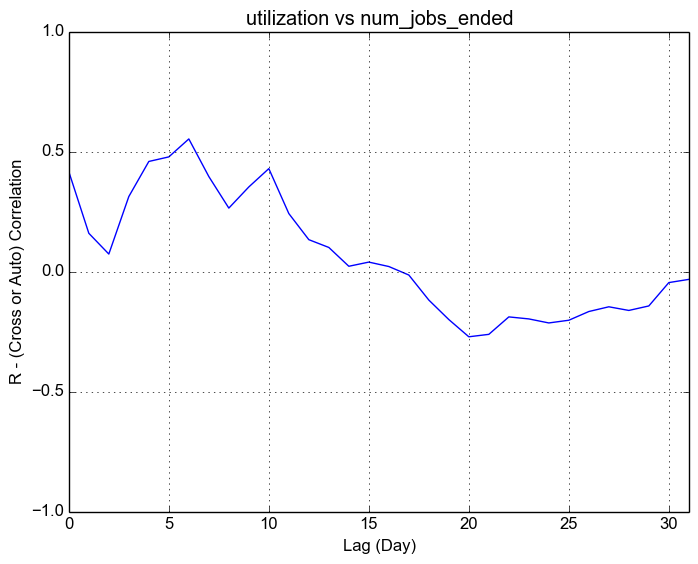 utilization vs num_jobs_ended
1.0
0.5
0.0
−0.5
−1.0
R - (Cross or Auto) Correlation
0 5 10 15 20 25 30
Lag (Day)